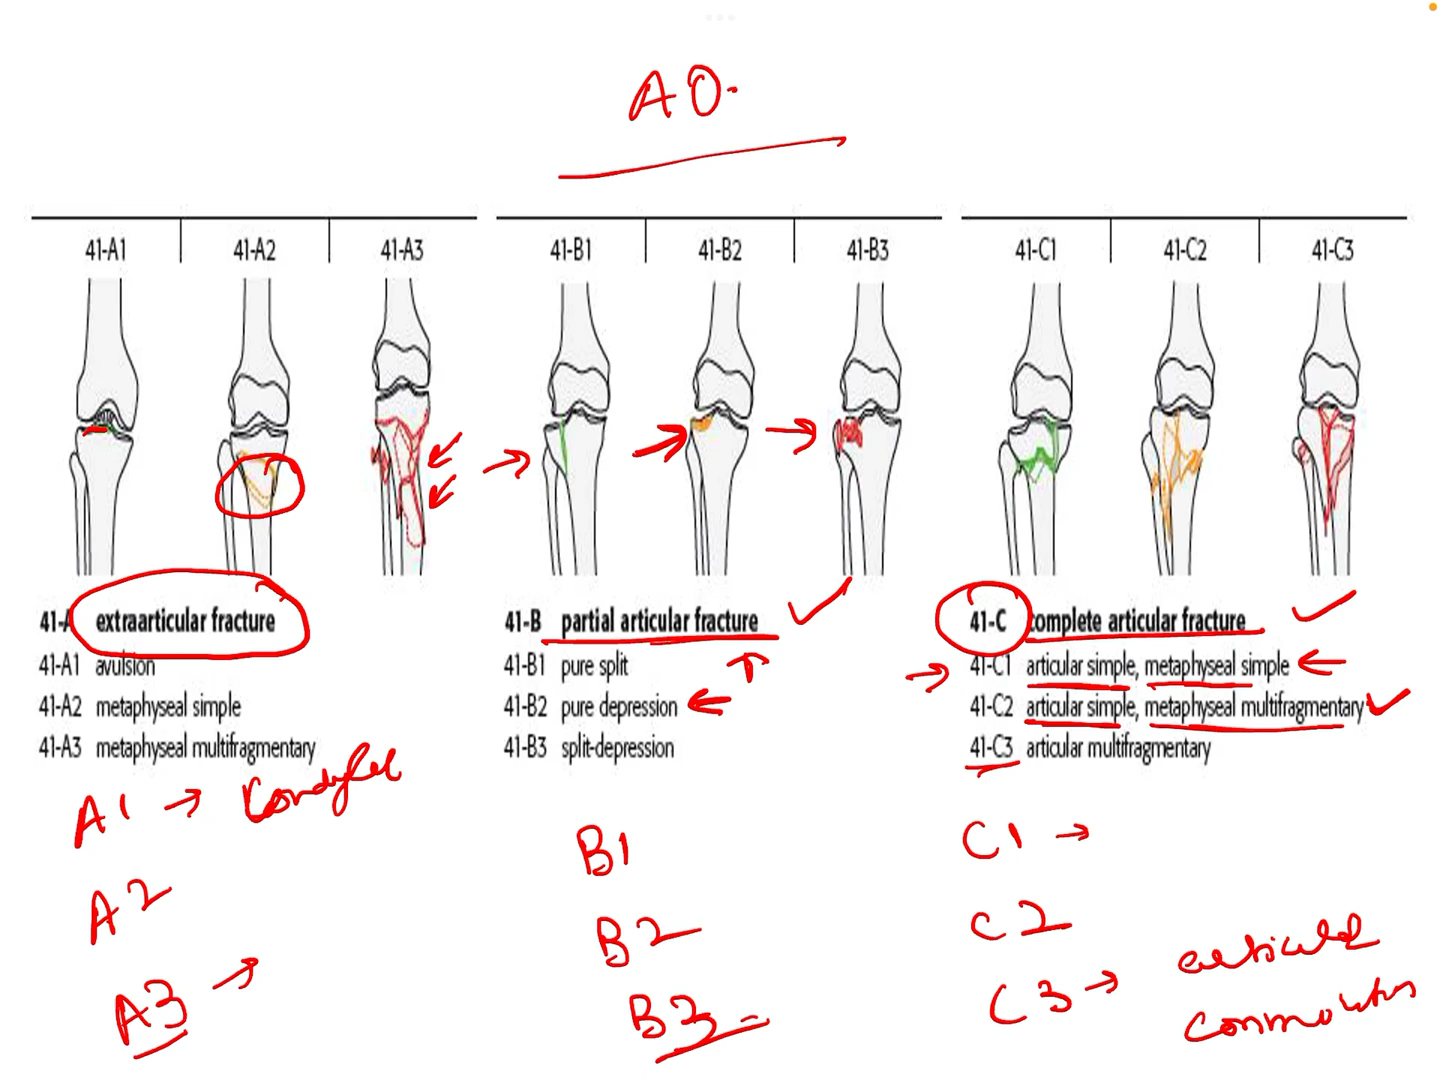 AO.
41-A1 41-A2 41-A3 41-B1 41-B2 41-B3 41-C1 41-C2 41-C3
41-A extraarticular fracture
41-A1 avulsion
41-A2 metaphyseal simple
41-A3 metaphyseal multifragmentary
41-B partial articular fracture
41-B1 pure split
41-B2 pure depression
41-B3 split-depression
41-C complete articular fracture
41-C1 articular simple, metaphyseal simple
41-C2 articular simple, metaphyseal multifragmentary
41-C3 articular multifragmentary
A1 →
A2
A3 →
B1
B2
B3
C1 →
C2
C3 → articular